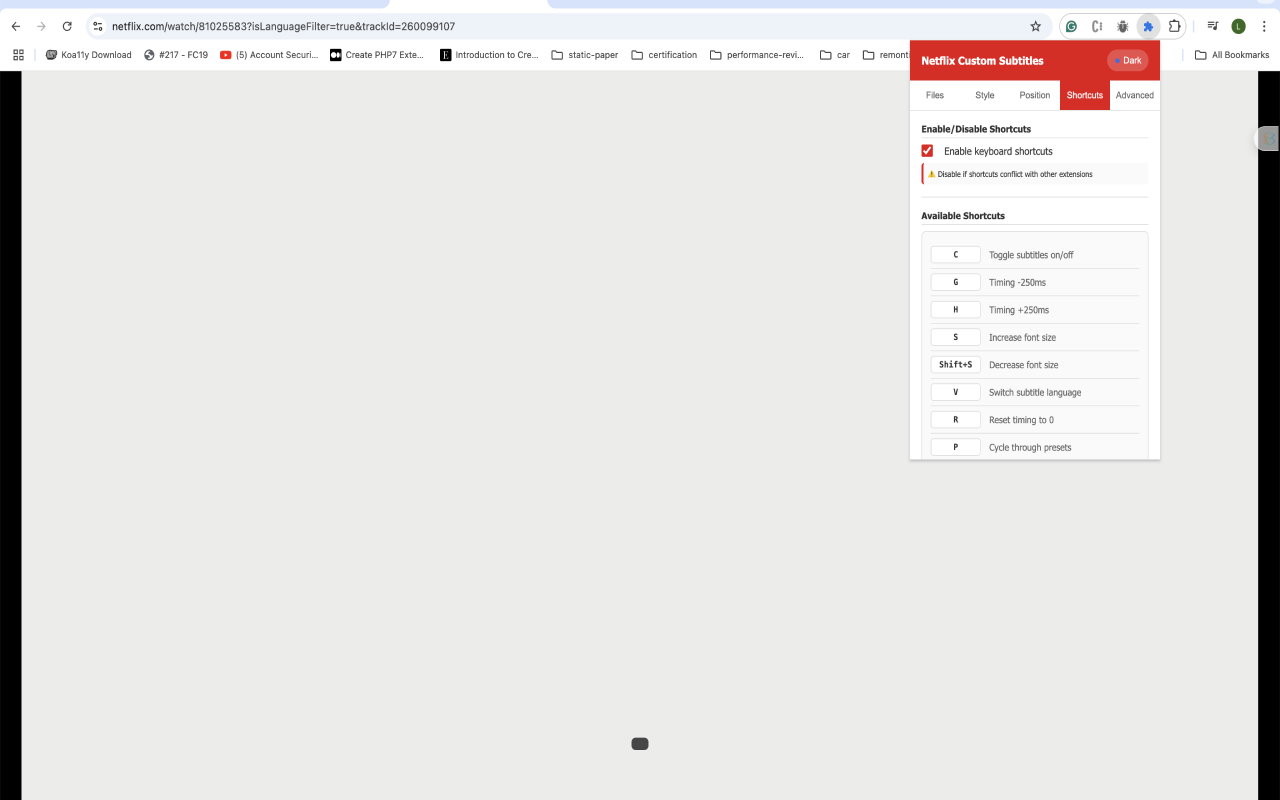 netflix.com/watch/81025583?isLanguageFilter=true&trackId=260099107
L
Koa11y Download #217 - FC19 (5) Account Securi... Create PHP7 Exte... Introduction to Cre... static-paper certification performance-revi... car remont All Bookmarks
Netflix Custom Subtitles Dark
Files Style Position Shortcuts Advanced
Enable/Disable Shortcuts
Enable keyboard shortcuts
⚠ Disable if shortcuts conflict with other extensions
Available Shortcuts
C Toggle subtitles on/off
G Timing -250ms
H Timing +250ms
S Increase font size
Shift+S Decrease font size
V Switch subtitle language
R Reset timing to 0
P Cycle through presets